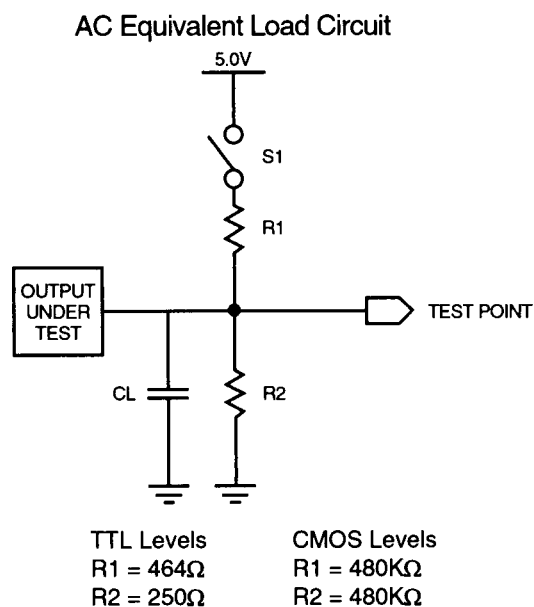 AC Equivalent Load Circuit
5.0V
S1
R1
OUTPUT
UNDER
TEST
TEST POINT
CL
R2
TTL Levels
R1 = 464Ω
R2 = 250Ω
CMOS Levels
R1 = 480KΩ
R2 = 480KΩ